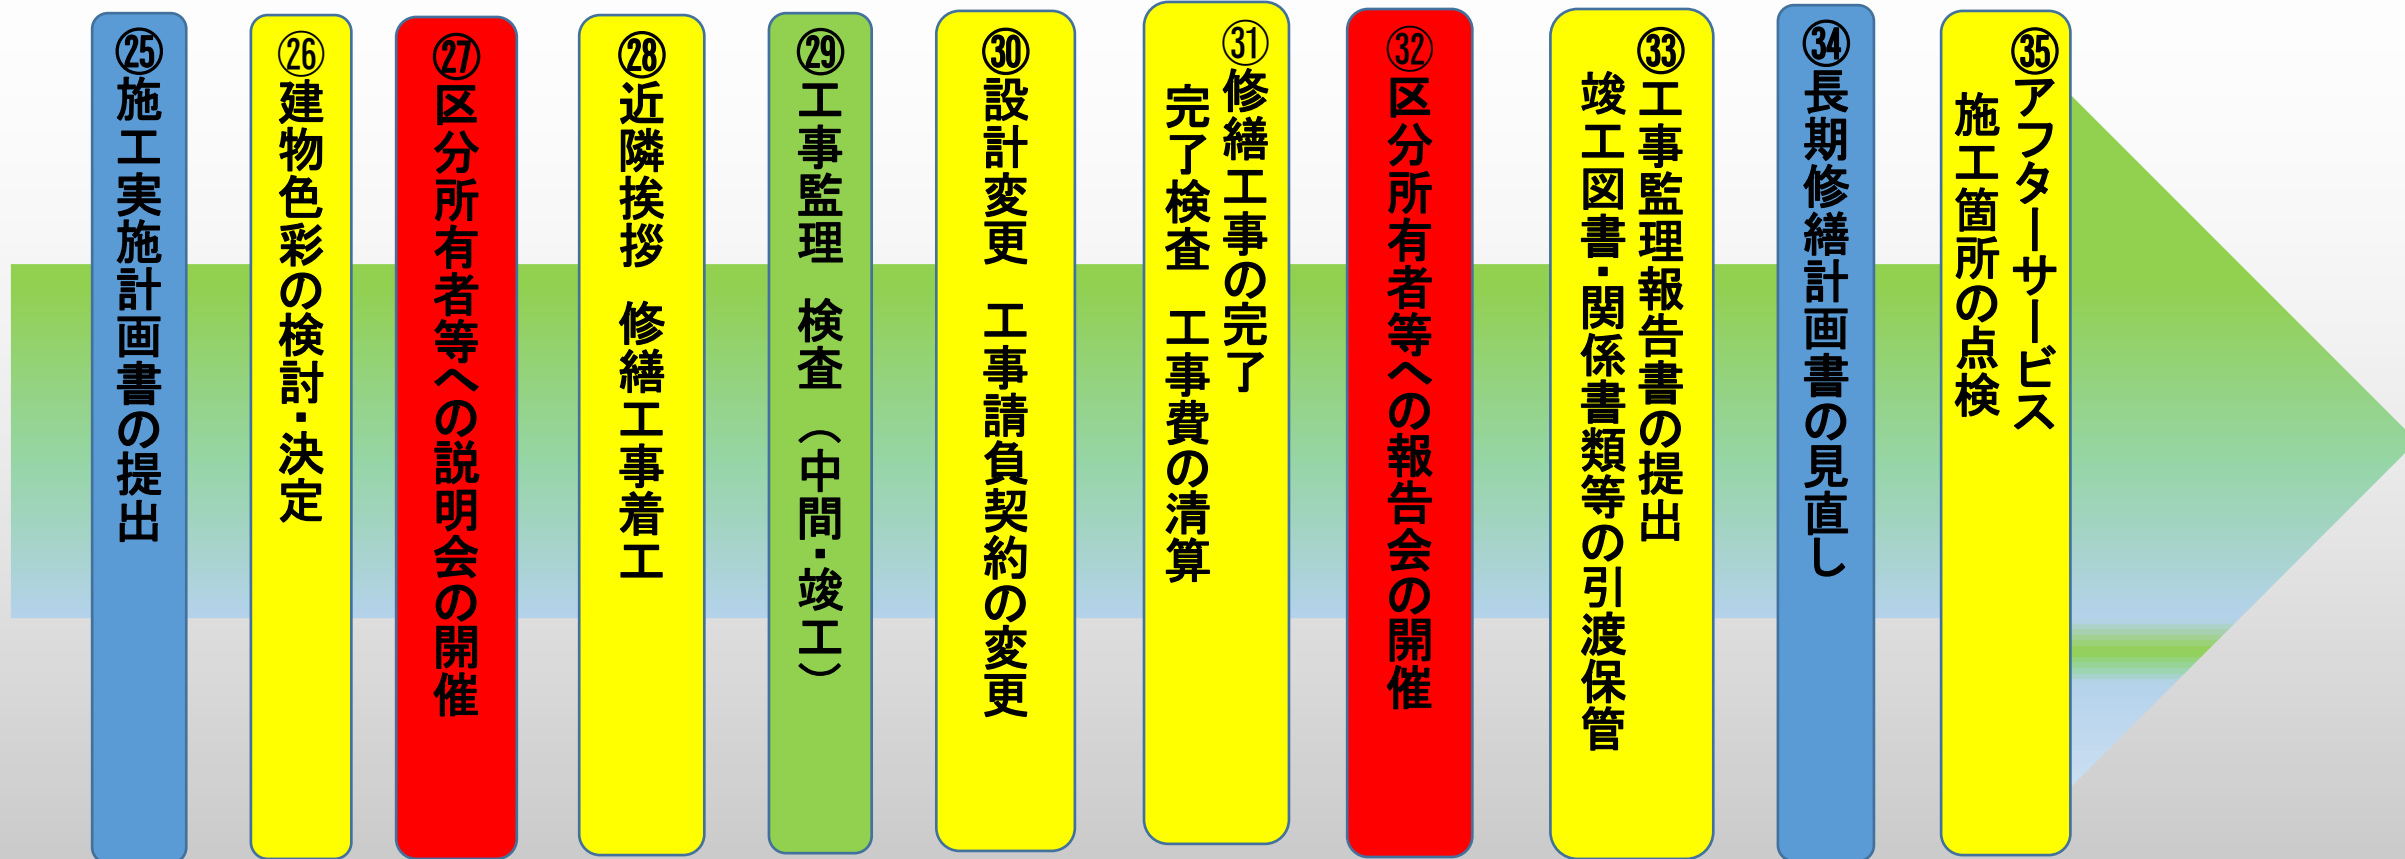 ㉕施工実施計画書の提出
㉖建物色彩の検討・決定
㉗区分所有者等への説明会の開催
㉘近隣挨拶 修繕工事着工
㉙工事監理 検査 (中間・竣工)
㉚設計変更 工事請負契約の変更
㉛修繕工事の完了
完了検査 工事費の清算
㉜区分所有者等への報告会の開催
㉝工事監理報告書の提出
竣工図書・関係書類等の引渡保管
㉞長期修繕計画書の見直し
㉟アフターサービス
施工箇所の点検